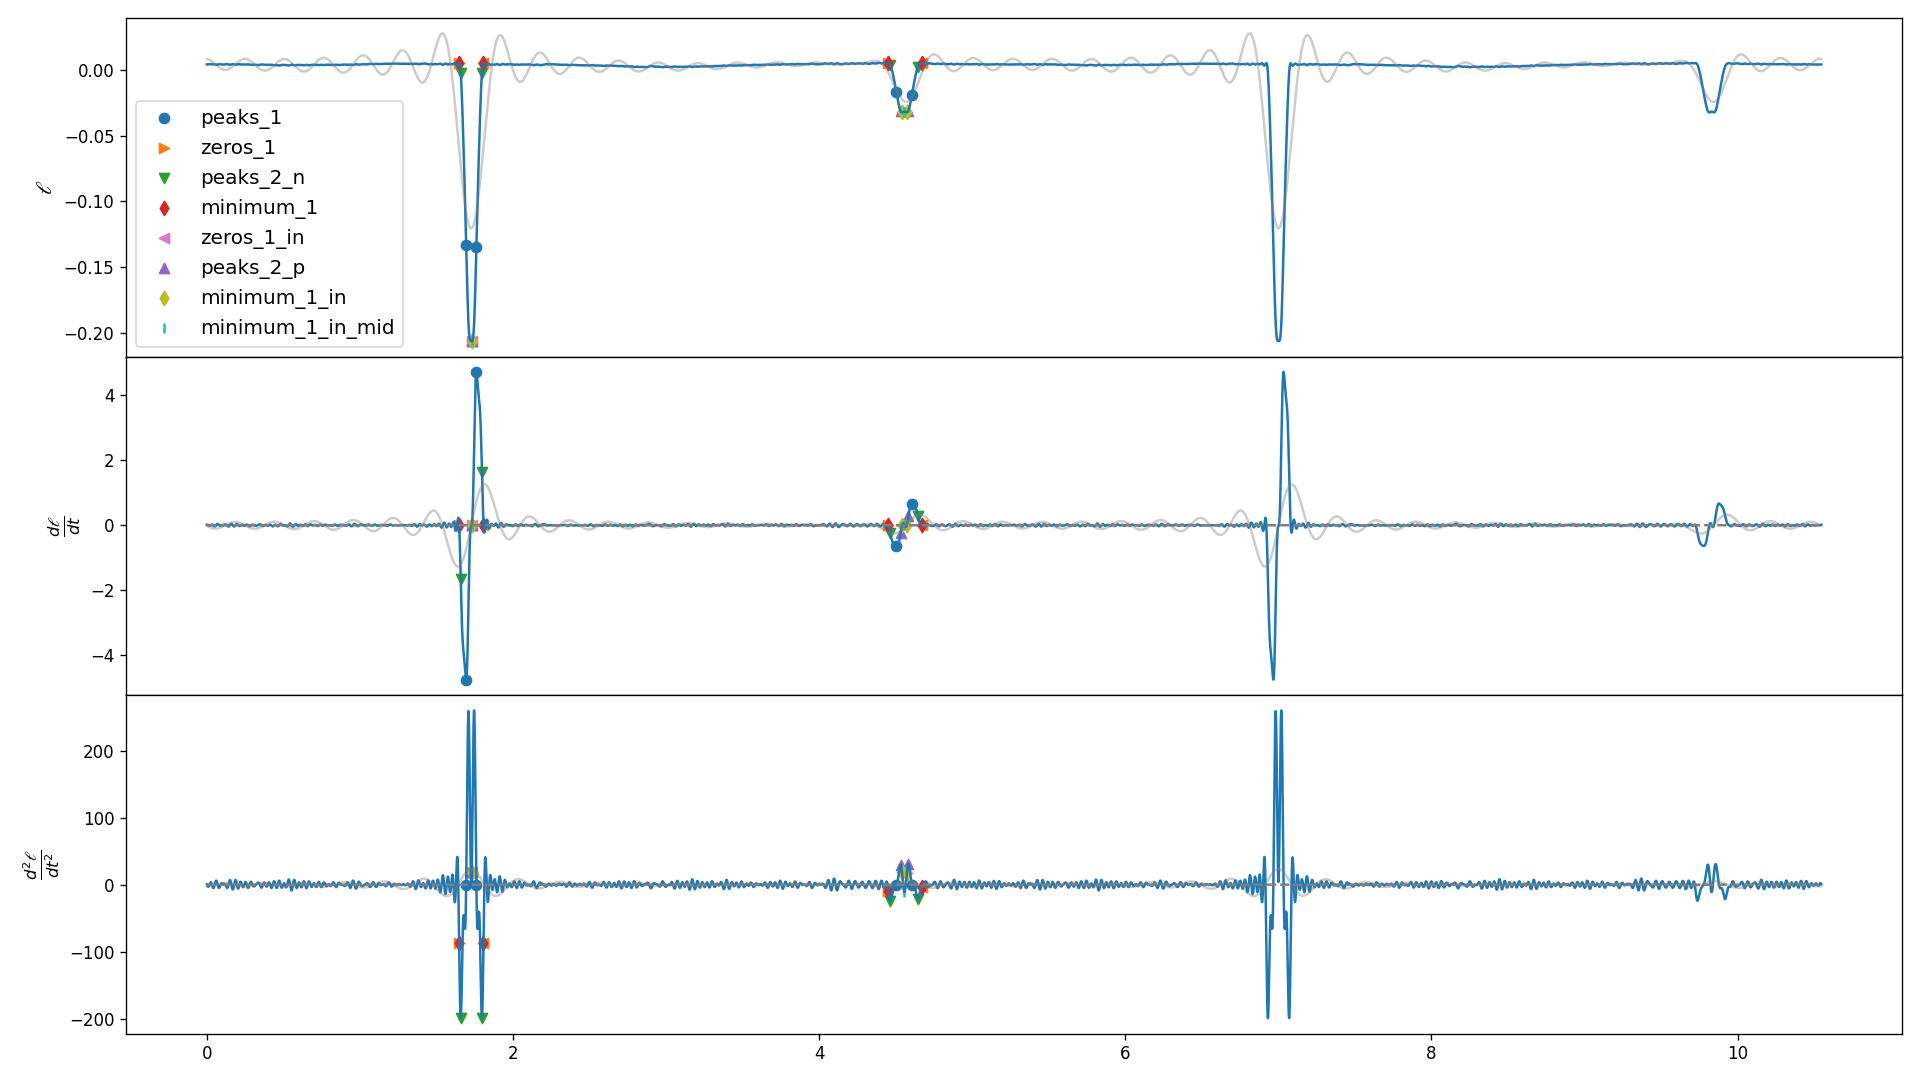 0.00
−0.05
−0.10
−0.15
−0.20
ℓ
peaks_1
zeros_1
peaks_2_n
minimum_1
zeros_1_in
peaks_2_p
minimum_1_in
minimum_1_in_mid
4
2
0
−2
−4
dℓ
dt
200
100
0
−100
−200
d²ℓ
dt²
0 2 4 6 8 10